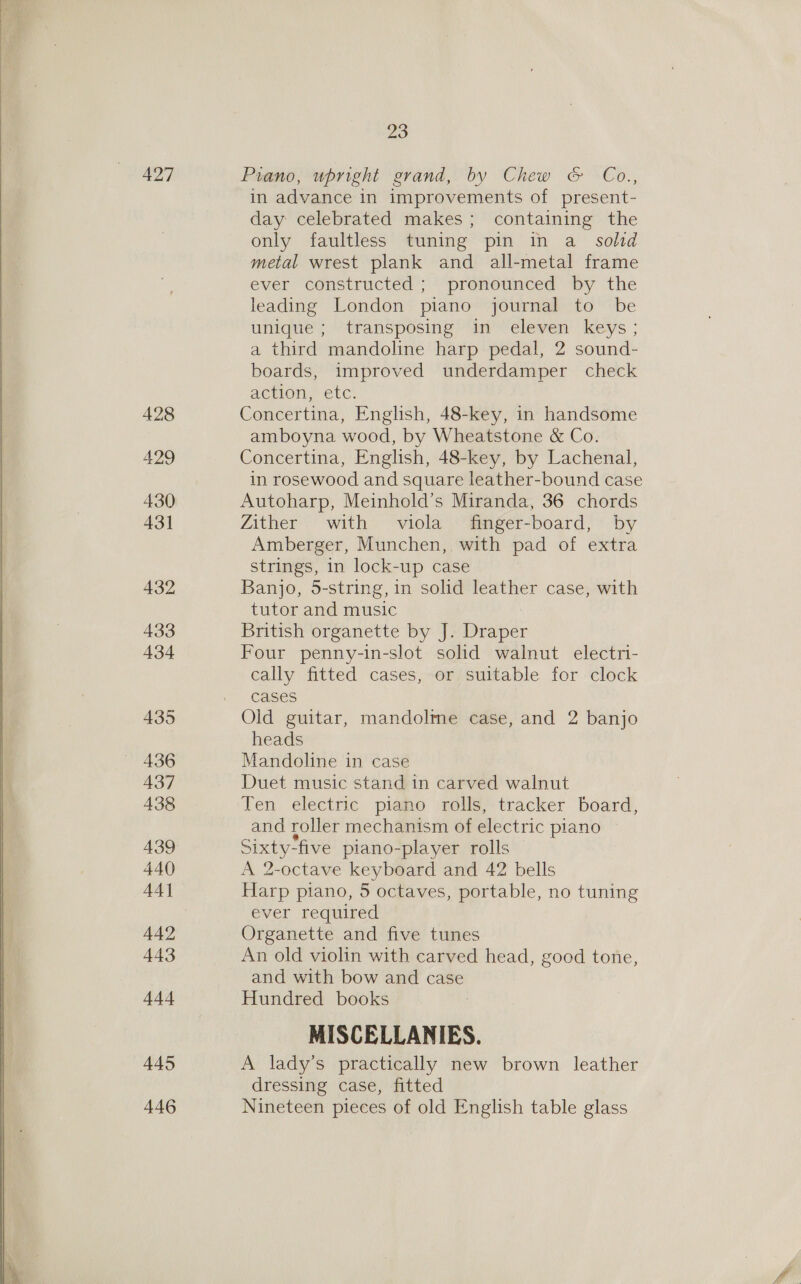 23
427 Piano, upright grand, by Chew & Co.,
in advance in improvements of present-
day celebrated makes; containing the
only faultless tuning pin in a solid
metal wrest plank and all-metal frame
ever constructed; pronounced by the
leading London piano journal to be
unique; transposing in eleven keys;
a third mandoline harp pedal, 2 sound-
boards, improved underdamper check
action, etc.
428 Concertina, English, 48-key, in handsome
amboyna wood, by Wheatstone & Co.
429 Concertina, English, 48-key, by Lachenal,
in rosewood and square leather-bound case
430 Autoharp, Meinhold's Miranda, 36 chords
431 Zither with viola finger-board, by
Amberger, Munchen, with pad of extra
strings, in lock-up case
432 Banjo, 5-string, in solid leather case, with
tutor and music
433 British organette by J. Draper
434 Four penny-in-slot solid walnut electri-
cally fitted cases, or suitable for clock
cases
435 Old guitar, mandoline case, and 2 banjo
heads
436 Mandoline in case
437 Duet music stand in carved walnut
438 Ten electric piano rolls, tracker board,
and roller mechanism of electric piano
439 Sixty-five piano-player rolls
440 A 2-octave keyboard and 42 bells
441 Harp piano, 5 octaves, portable, no tuning
ever required
442 Organette and five tunes
443 An old violin with carved head, good tone,
and with bow and case
444 Hundred books
MISCELLANIES.
445 A lady's practically new brown leather
dressing case, fitted
446 Nineteen pieces of old English table glass